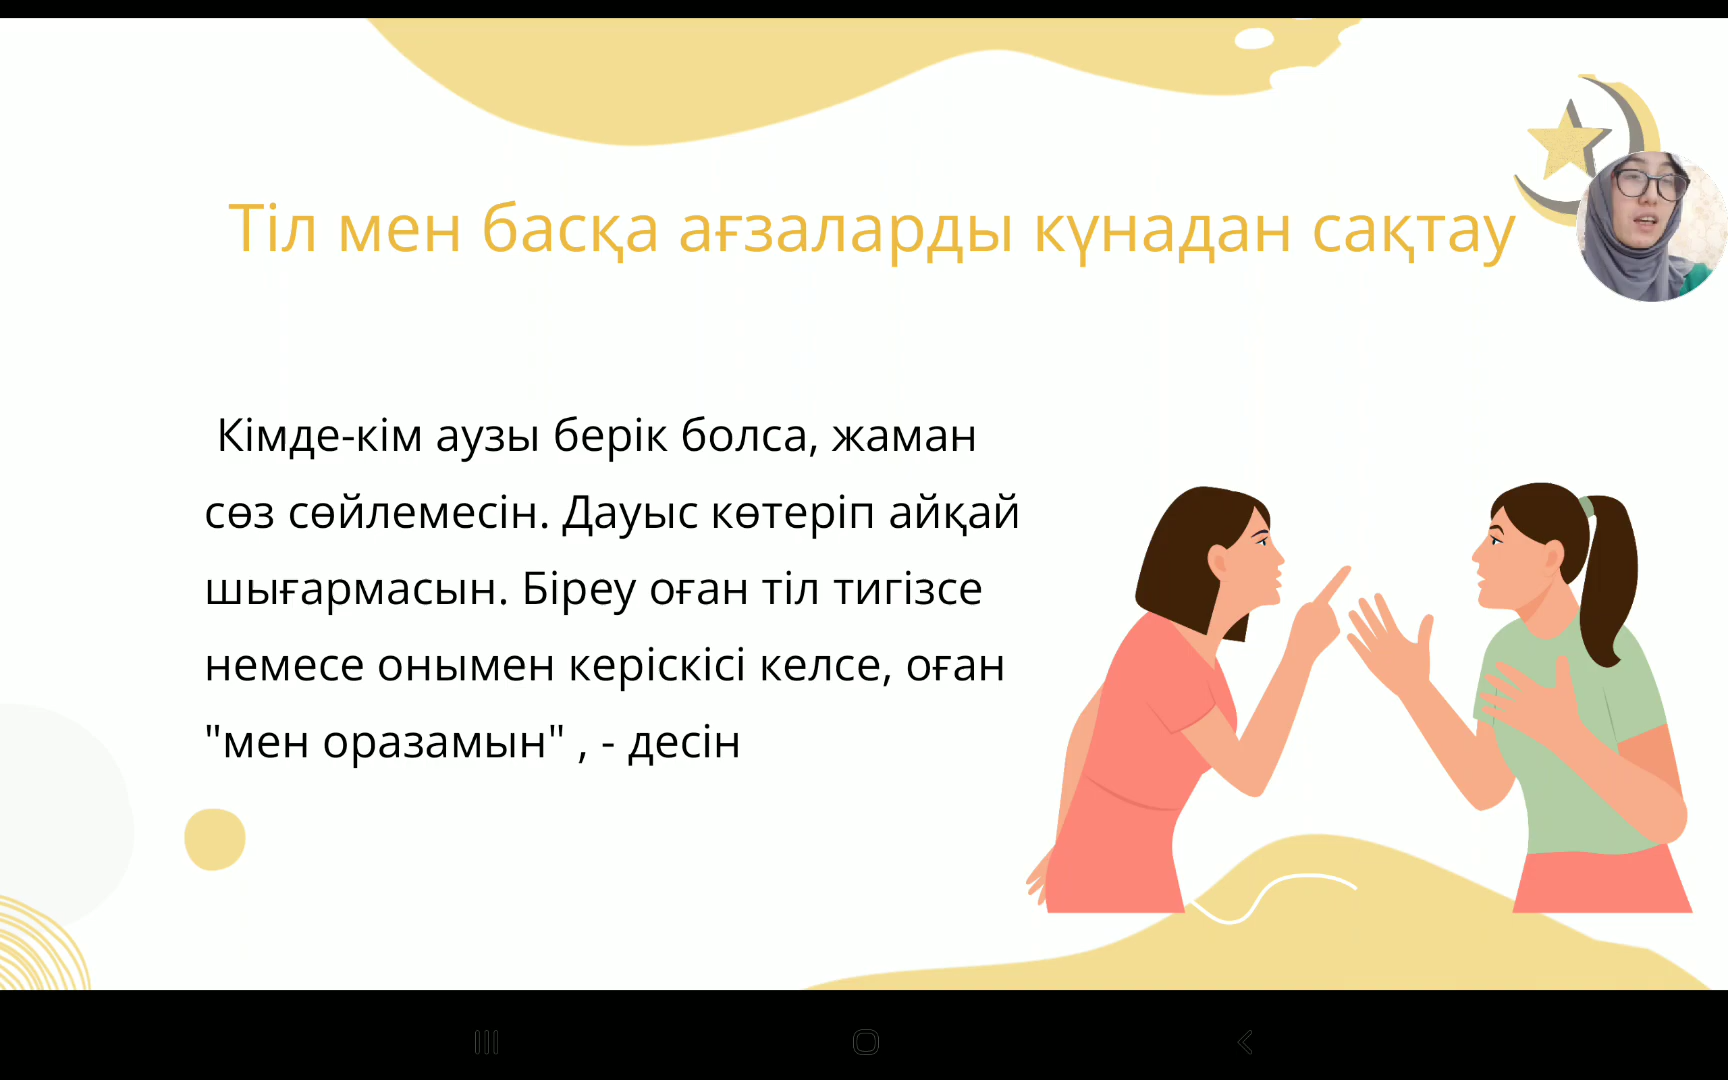 Тіл мен басқа ағзаларды күнадан сақтау
Кімде-кім аузы берік болса, жаман
сөз сөйлемесін. Дауыс көтеріп айқай
шығармасын. Біреу оған тіл тигізсе
немесе онымен керіскісі келсе, оған
"мен оразамын" , - десін